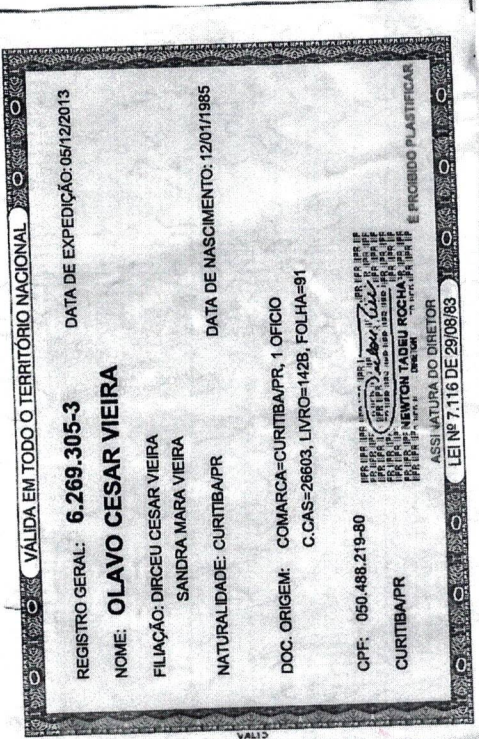 VÁLIDA EM TODO O TERRITÓRIO NACIONAL
REGISTRO GERAL: 6.269.305-3 DATA DE EXPEDIÇÃO: 05/12/2013
NOME: OLAVO CESAR VIEIRA
FILIAÇÃO: DIRCEU CESAR VIEIRA
SANDRA MARA VIEIRA
NATURALIDADE: CURITIBA/PR DATA DE NASCIMENTO: 12/01/1985
DOC. ORIGEM: COMARCA=CURITIBA/PR, 1 OFICIO
C.CAS=26603, LIVRO=142B, FOLHA=91
CPF: 050.488.219-80
CURITIBA/PR
NEWTON TADEU ROCHA
É PROIBIDO PLASTIFICAR
ASSINATURA DO DIRETOR
LEI Nº 7.116 DE 29/08/83